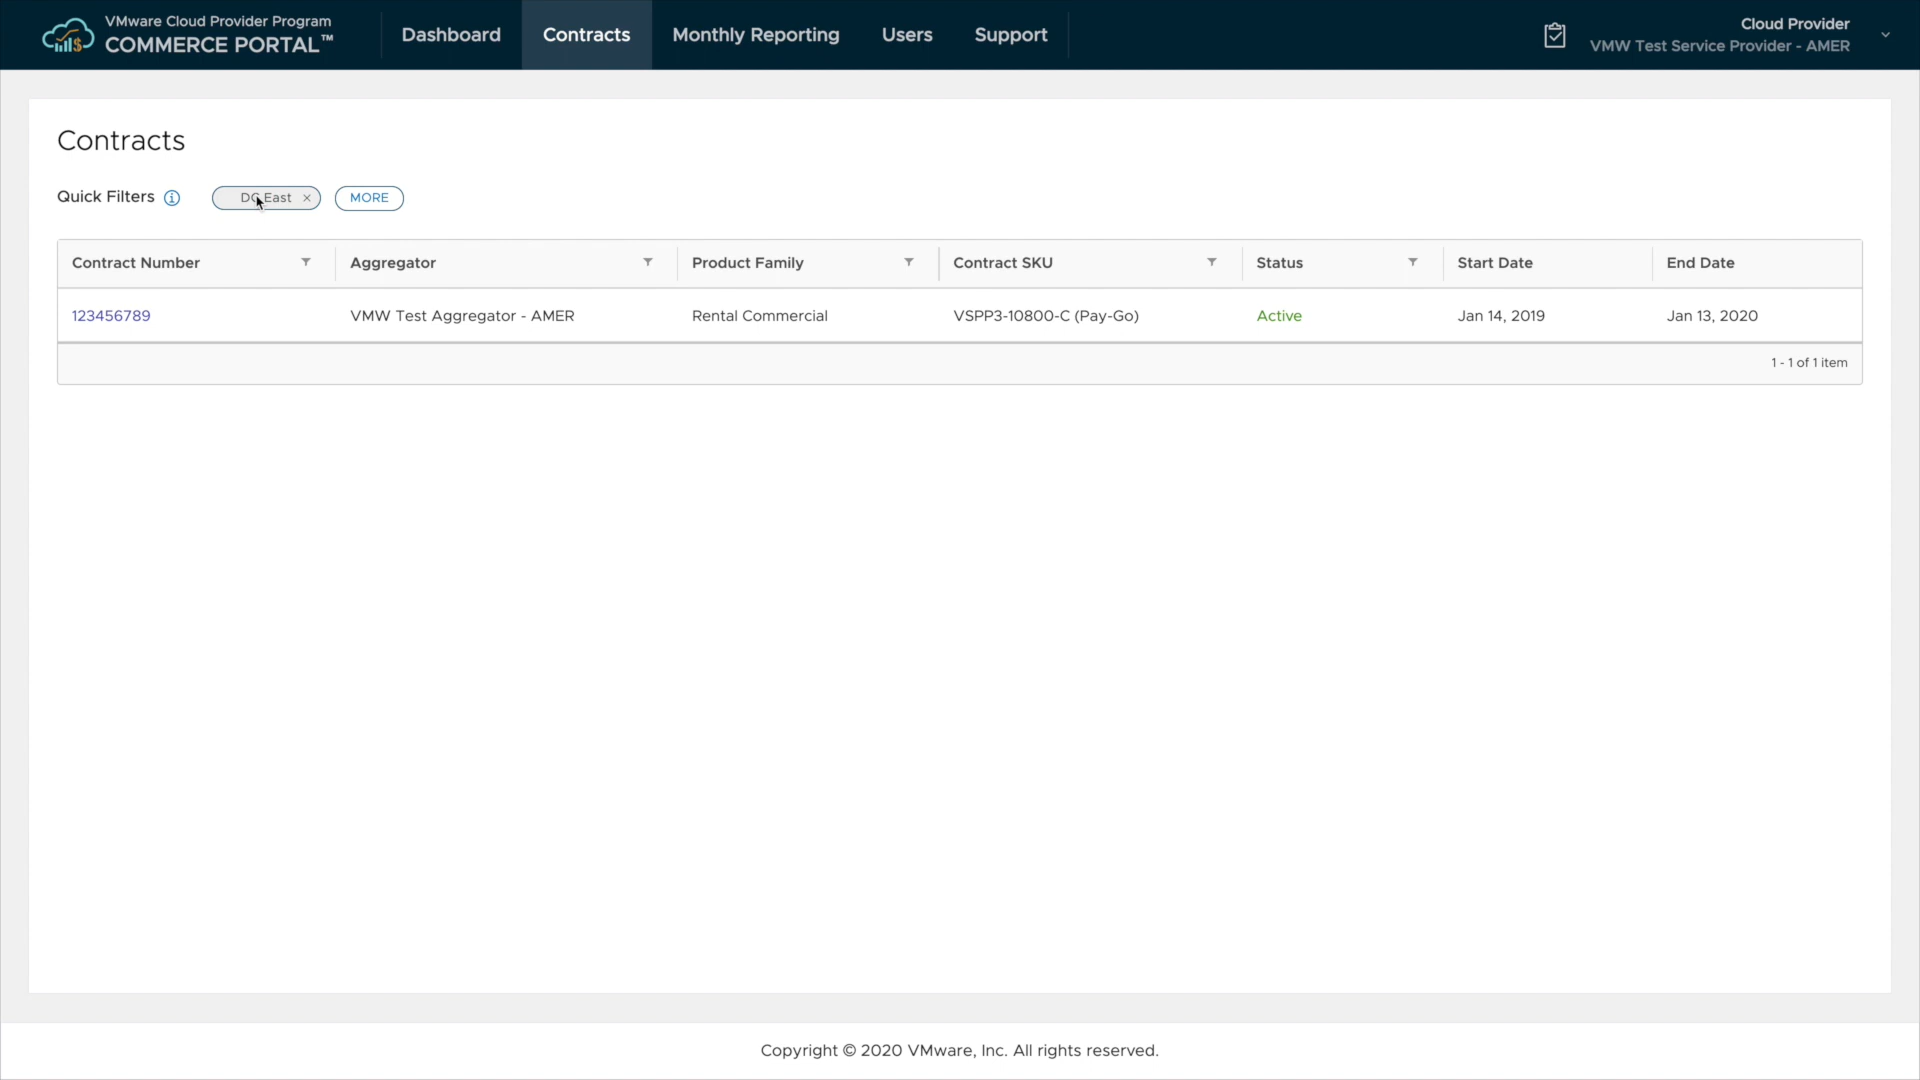 VMware Cloud Provider Program
COMMERCE PORTAL™
Dashboard
Contracts
Monthly Reporting
Users
Support
Cloud Provider
VMW Test Service Provider - AMER
Contracts
Quick Filters
DC East
MORE
Contract Number Aggregator Product Family Contract SKU Status Start Date End Date
123456789 VMW Test Aggregator - AMER Rental Commercial VSPP3-10800-C (Pay-Go) Active Jan 14, 2019 Jan 13, 2020
1 - 1 of 1 item
Copyright © 2020 VMware, Inc. All rights reserved.